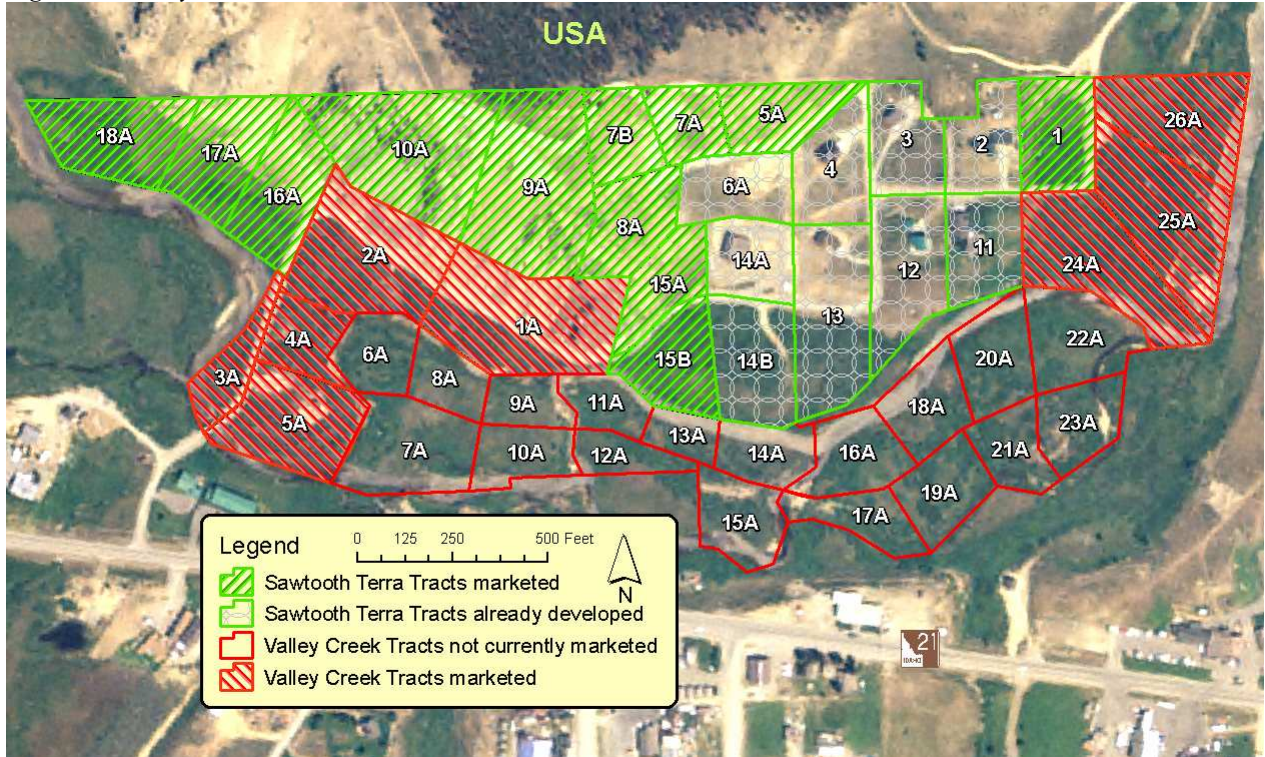 USA
26A
5A
7A
1
18A
7B
3
2
17A
10A
4
9A
6A
16A
8A
25A
11
2A
14A
12
24A
15A
13
1A
4A
22A
6A
15B
14B
20A
3A
8A
9A
11A
18A
5A
13A
23A
7A
10A
12A
14A
16A
21A
19A
15A
17A
Legend
0 125 250 500 Feet
N
Sawtooth Terra Tracts marketed
Sawtooth Terra Tracts already developed
Valley Creek Tracts not currently marketed
Valley Creek Tracts marketed
21
IDAHO